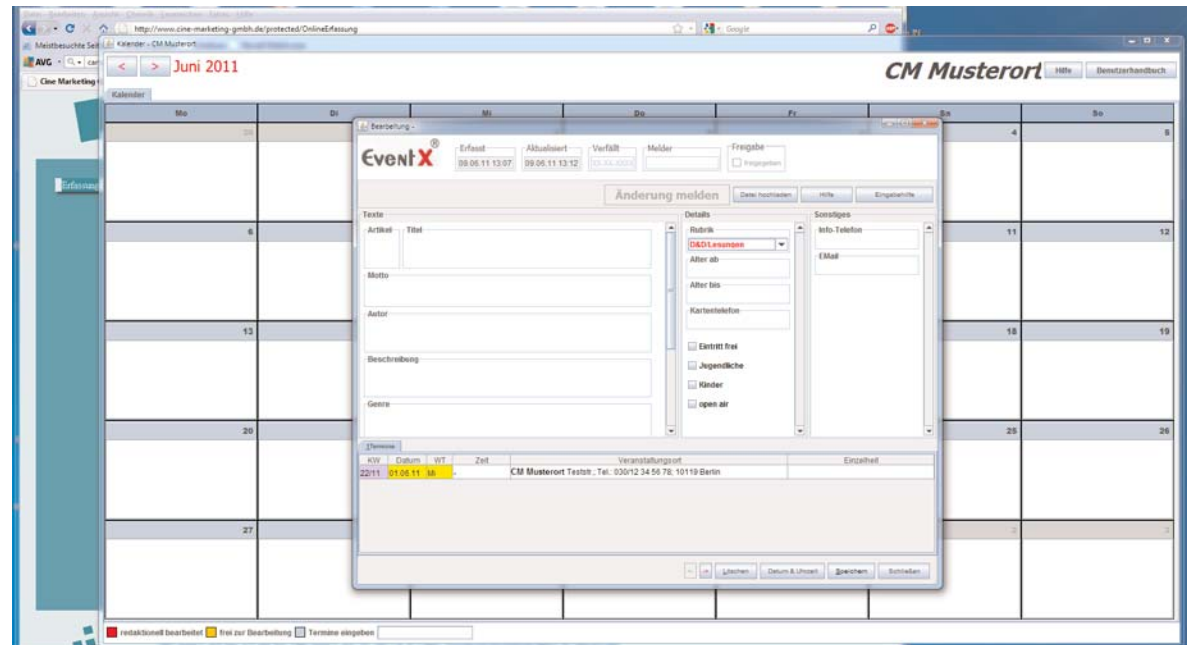 http://www.cine-marketing-gmbh.de/protected/OnlineErfassung
Google
Meistbesuchte Sei
Kalender - CM Musterort
AVG
Cine Marketing
< > Juni 2011
CM Musterort
Hilfe
Benutzerhandbuch
Kalender
Mo Di Mi Do Fr Sa So
4 5
6 11 12
13 18 19
20 25 26
27
Erfassung
Bearbeitung -
EventX®
Erfasst Aktualisiert Verfällt Melder Freigabe
09.06.11 13:07 09.06.11 13:12 XX.XX.XXXX freigegeben
Änderung melden Datei hochladen Hilfe Eingabehilfe
Texte Details Sonstiges
Artikel Titel Rubrik Info-Telefon
D&D/Lesungen
Alter ab EMail
Motto Alter bis
Autor Kartentelefon
Eintritt frei
Beschreibung Jugendliche
Kinder
Genre open air
Termine
KW Datum WT Zeit Veranstaltungsort Einzelheit
22/11 01.06.11 Mi - CM Musterort Teststr.; Tel.: 030/12 34 56 78; 10119 Berlin
Löschen Datum & Uhrzeit Speichern Schließen
redaktionell bearbeitet frei zur Bearbeitung Termine eingeben